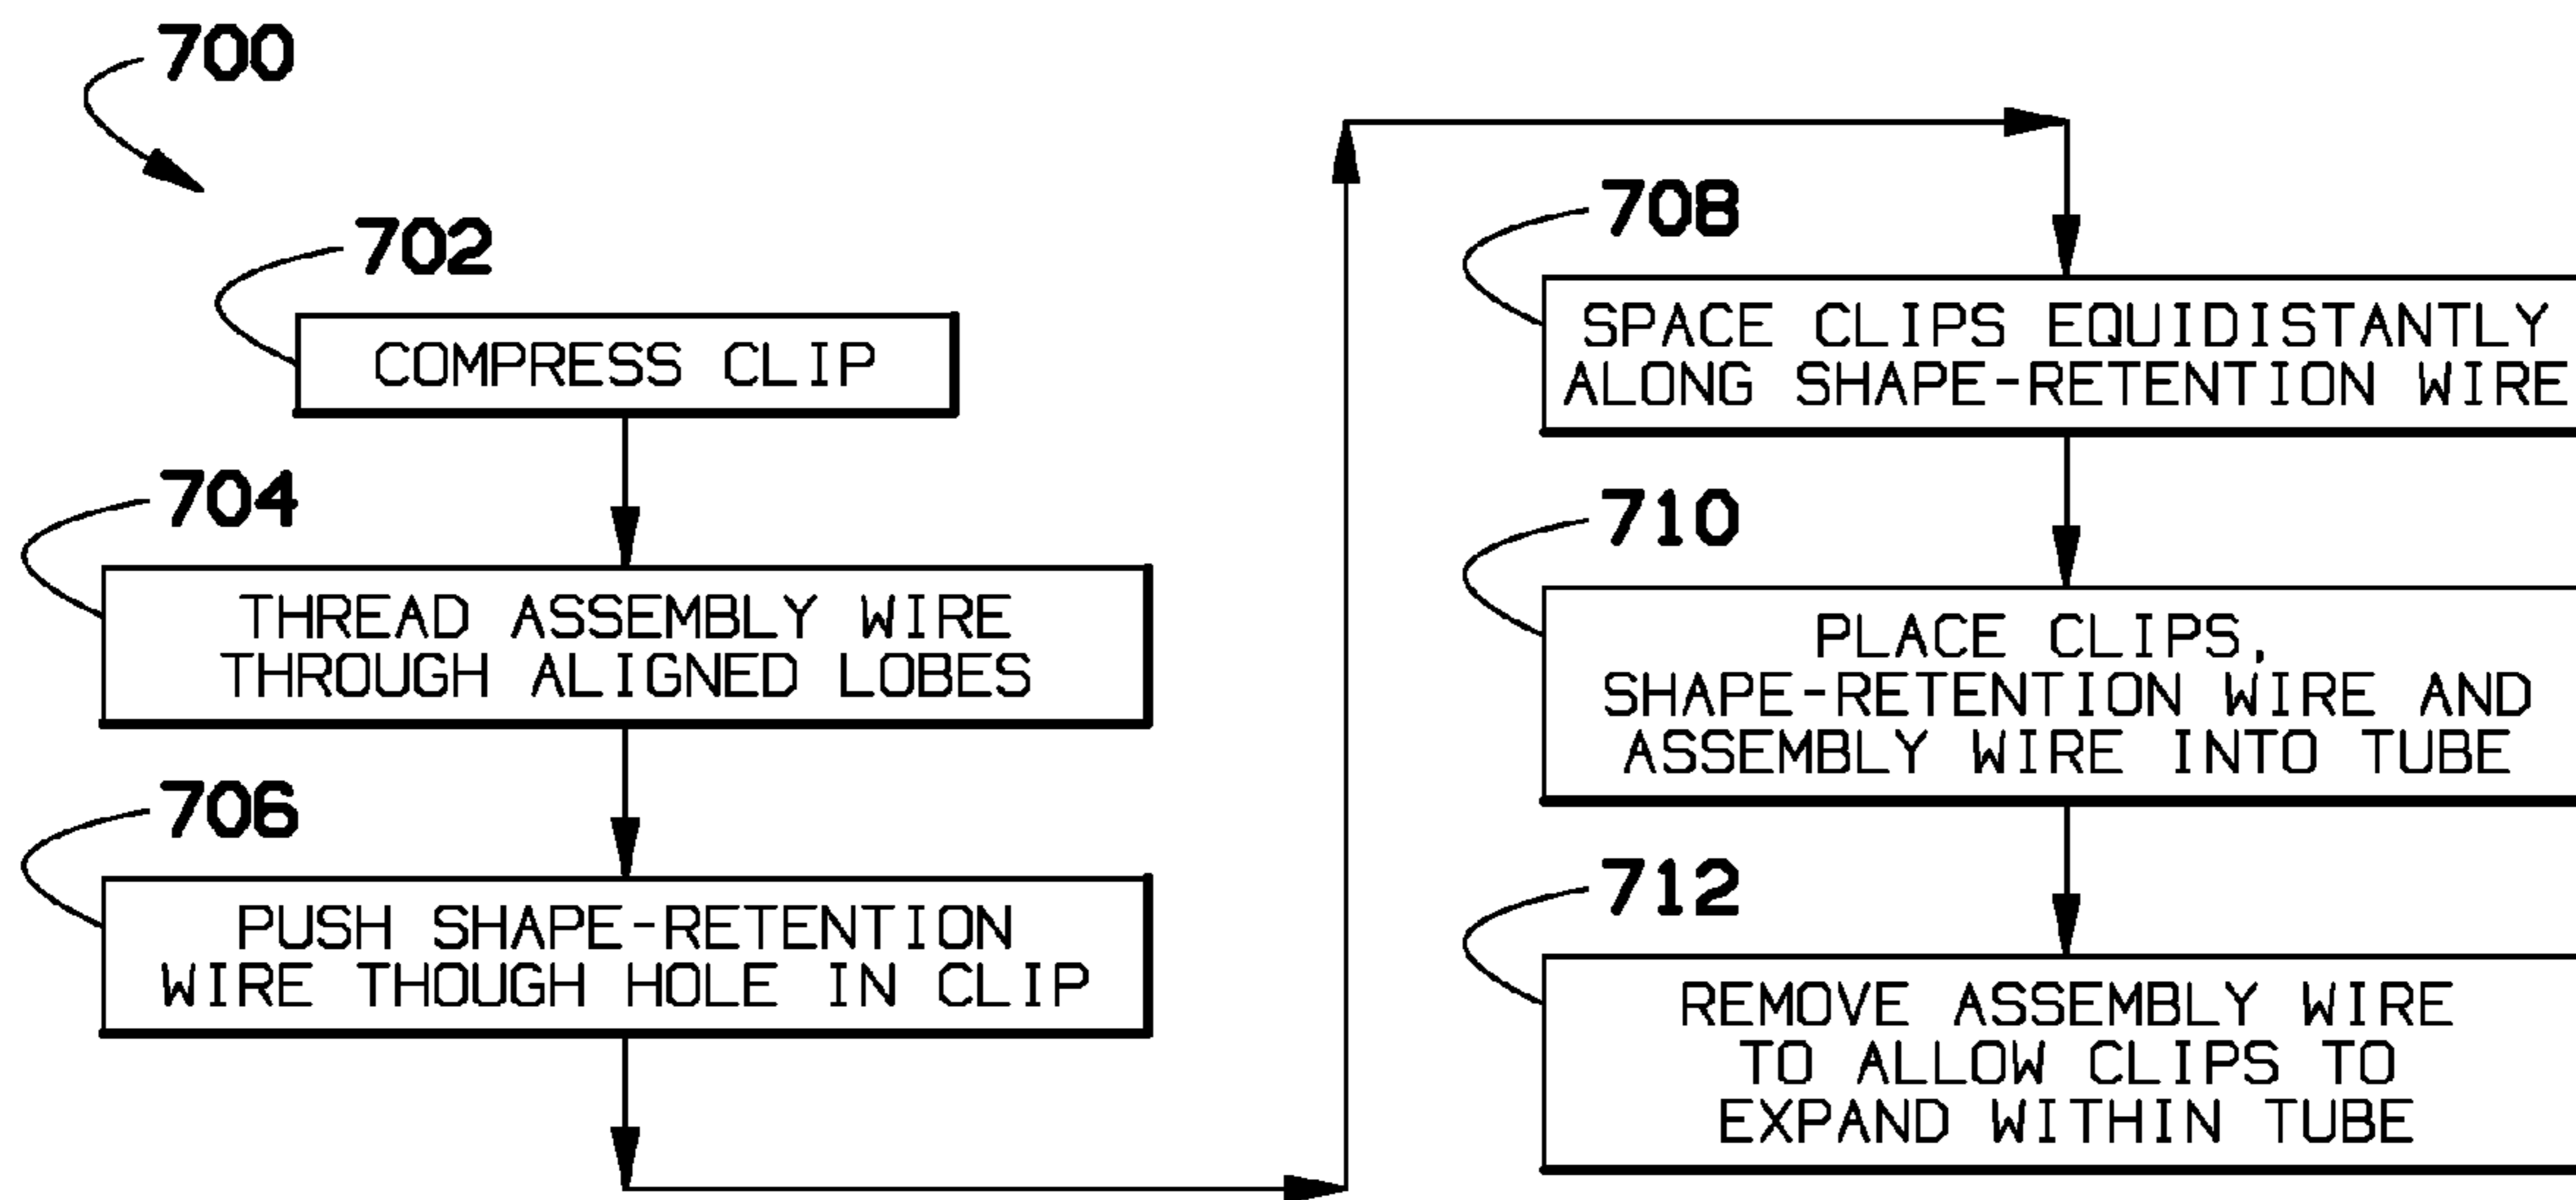 700
702
COMPRESS CLIP
704
THREAD ASSEMBLY WIRE
THROUGH ALIGNED LOBES
706
PUSH SHAPE-RETENTION
WIRE THOUGH HOLE IN CLIP
708
SPACE CLIPS EQUIDISTANTLY
ALONG SHAPE-RETENTION WIRE
710
PLACE CLIPS,
SHAPE-RETENTION WIRE AND
ASSEMBLY WIRE INTO TUBE
712
REMOVE ASSEMBLY WIRE
TO ALLOW CLIPS TO
EXPAND WITHIN TUBE